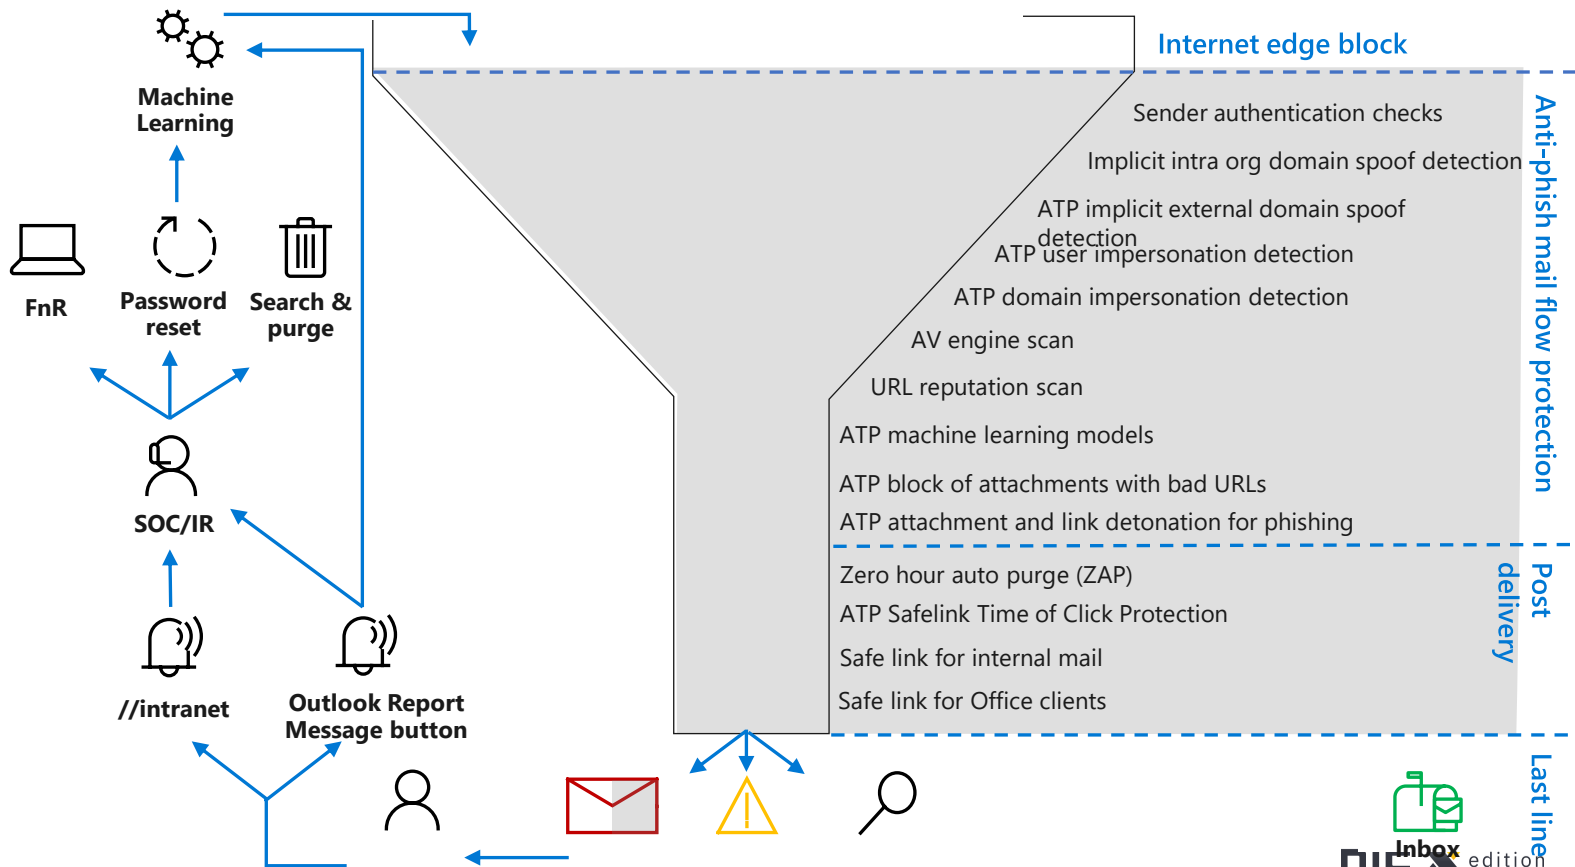 Internet edge block
Machine
Learning
Sender authentication checks
Implicit intra org domain spoof detection
ATP implicit external domain spoof
detection
ATP user impersonation detection
ATP domain impersonation detection
AV engine scan
URL reputation scan
ATP machine learning models
ATP block of attachments with bad URLs
ATP attachment and link detonation for phishing
Anti-phish mail flow protection
FnR
Password
reset
Search &
purge
SOC/IR
Zero hour auto purge (ZAP)
ATP Safelink Time of Click Protection
Safe link for internal mail
Safe link for Office clients
Post
delivery
//intranet
Outlook Report
Message button
Last line
Inbox
edition